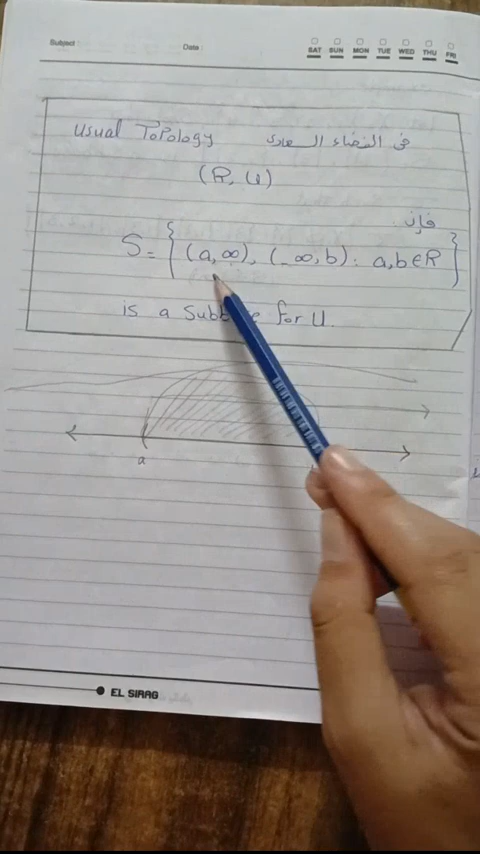 Subject :
Date :
SAT SUN MON TUE WED THU FRI
Usual Topology في الفضاء العادي
(R, U)
فإن
S = { (a, ∞), (-∞, b) : a, b ∈ R }
is a Subb e for U.
a
EL SIRAG